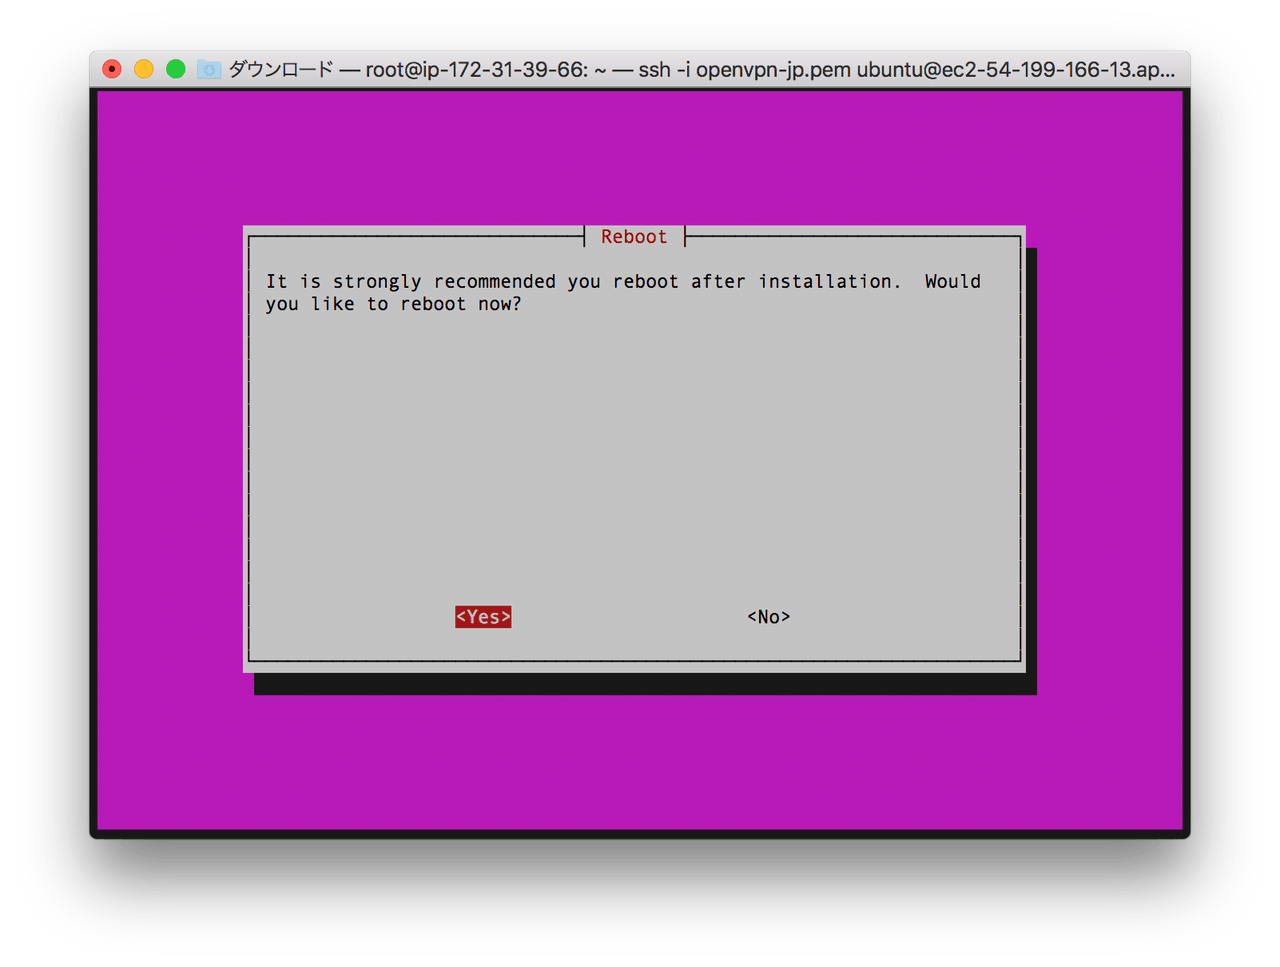 ダウンロード — root@ip-172-31-39-66: ~ — ssh -i openvpn-jp.pem ubuntu@ec2-54-199-166-13.ap...
Reboot
It is strongly recommended you reboot after installation.  Would
you like to reboot now?
<Yes> <No>